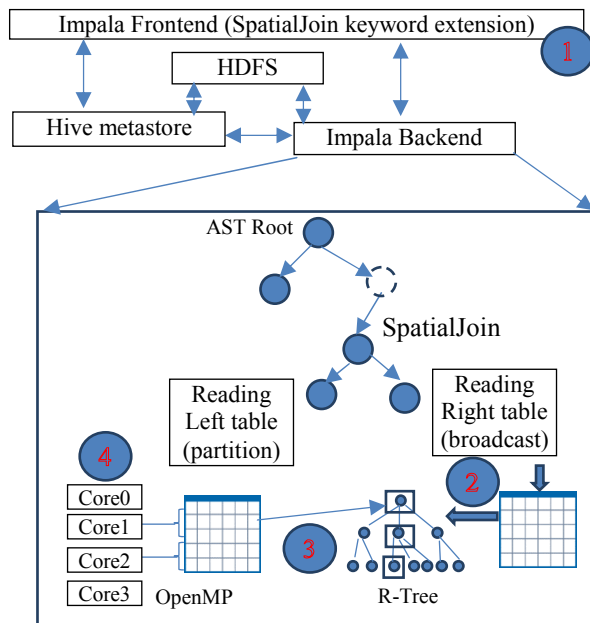 Impala Frontend (SpatialJoin keyword extension)
1
HDFS
Hive metastore
Impala Backend
AST Root
SpatialJoin
Reading
Left table
(partition)
Reading
Right table
(broadcast)
4
2
Core0
Core1
Core2
Core3
3
OpenMP
R-Tree